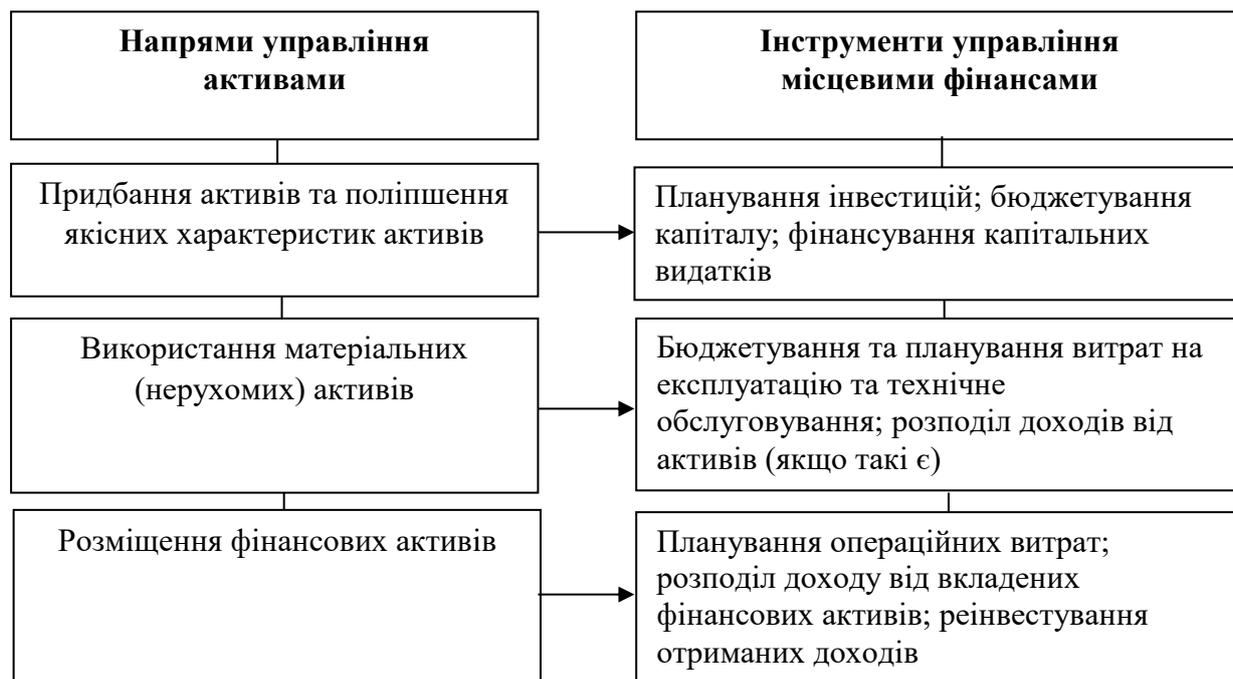 Напрями управління
активами
Інструменти управління
місцевими фінансами
Придбання активів та поліпшення
якісних характеристик активів
Планування інвестицій; бюджетування
капіталу; фінансування капітальних
видатків
Використання матеріальних
(нерухомих) активів
Бюджетування та планування витрат на
експлуатацію та технічне
обслуговування; розподіл доходів від
активів (якщо такі є)
Розміщення фінансових активів
Планування операційних витрат;
розподіл доходу від вкладених
фінансових активів; реінвестування
отриманих доходів